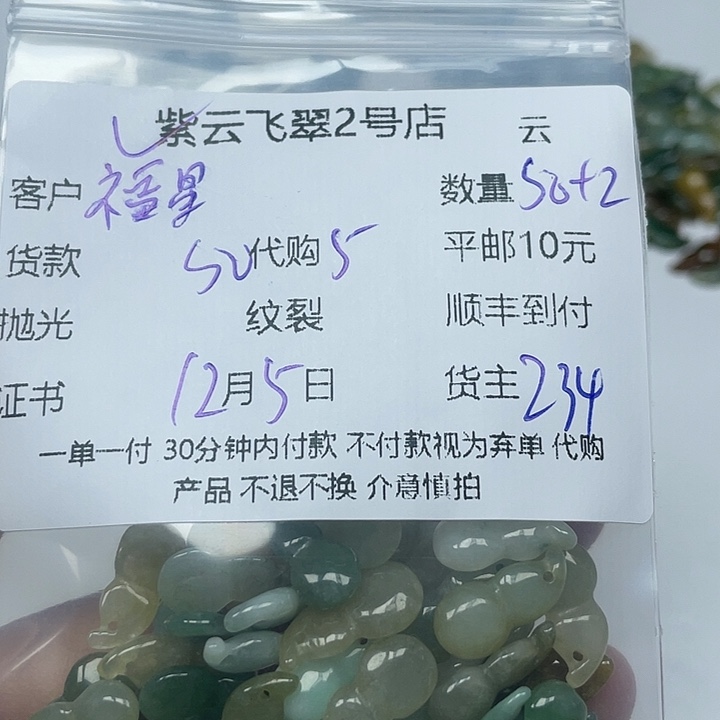 紫云飞翠2号店 云
客户 福星 数量 50+2
货款 50 代购 5 平邮10元
抛光 纹裂 顺丰到付
证书 12月5日 货主 234
一单一付 30分钟内付款 不付款视为弃单 代购
产品 不退不换 介意慎拍